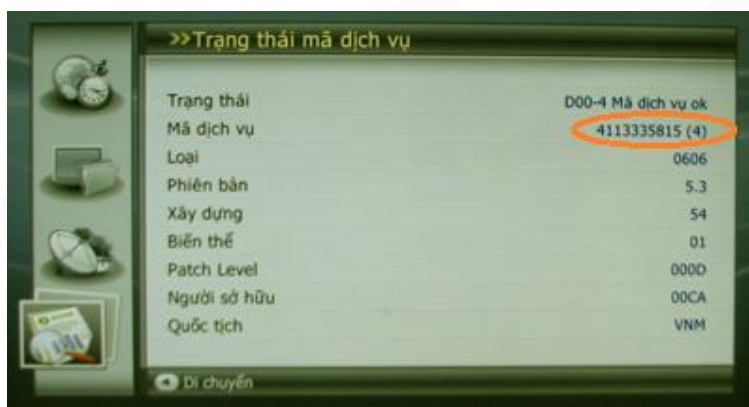 >>Trạng thái mã dịch vụ
Trạng thái D00-4 Mã dịch vụ ok
Mã dịch vụ 4113335815 (4)
Loại 0606
Phiên bản 5.3
Xây dựng 54
Biến thể 01
Patch Level 000D
Người sở hữu 00CA
Quốc tịch VNM
Di chuyển